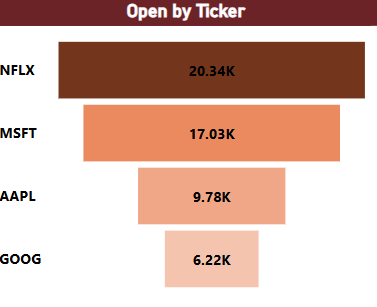 Open by Ticker
NFLX 20.34K
MSFT 17.03K
AAPL 9.78K
GOOG 6.22K